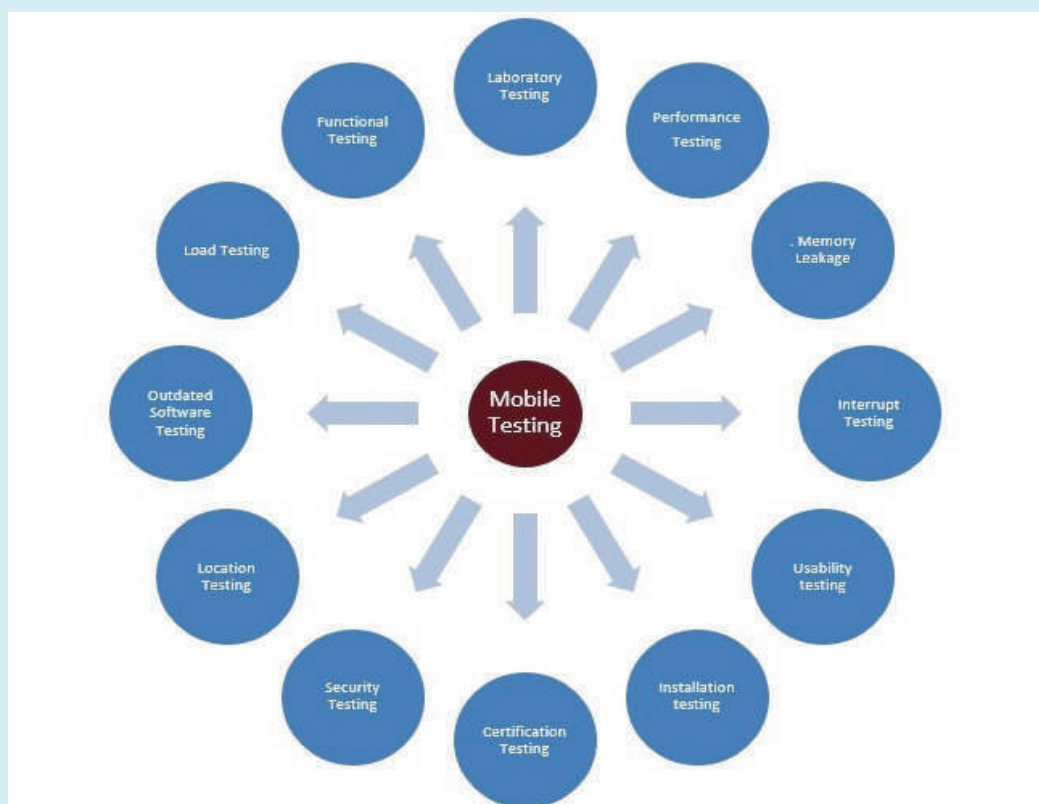 Laboratory
Testing
Performance
Testing
. Memory
Leakage
Interrupt
Testing
Usability
testing
Installation
testing
Certification
Testing
Security
Testing
Location
Testing
Outdated
Software
Testing
Load Testing
Functional
Testing
Mobile
Testing